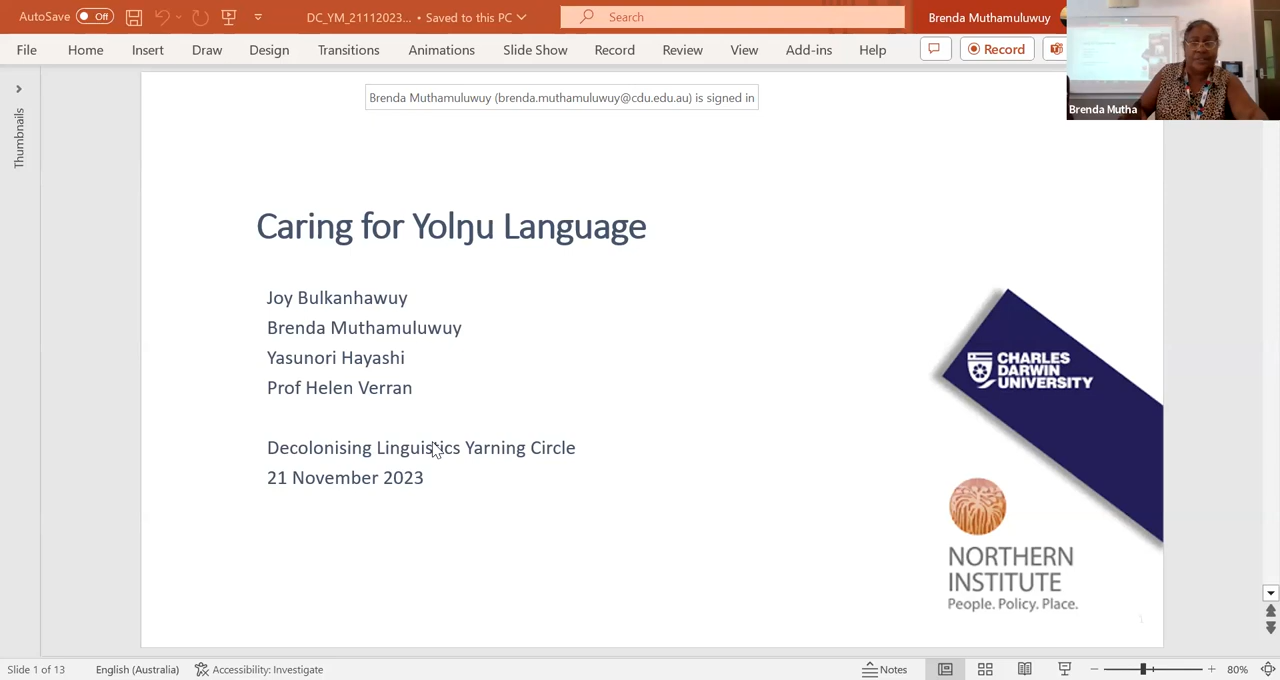 AutoSave Off DC_YM_21112023... • Saved to this PC Search Brenda Muthamuluwuy
File Home Insert Draw Design Transitions Animations Slide Show Record Review View Add-ins Help Record
Brenda Muthamuluwuy (brenda.muthamuluwuy@cdu.edu.au) is signed in
Brenda Mutha
Thumbnails
Caring for Yolŋu Language
Joy Bulkanhawuy
Brenda Muthamuluwuy
Yasunori Hayashi
Prof Helen Verran
Decolonising Linguistics Yarning Circle
21 November 2023
CHARLES
DARWIN
UNIVERSITY
NORTHERN
INSTITUTE
People. Policy. Place.
1
Slide 1 of 13 English (Australia) Accessibility: Investigate Notes 80%